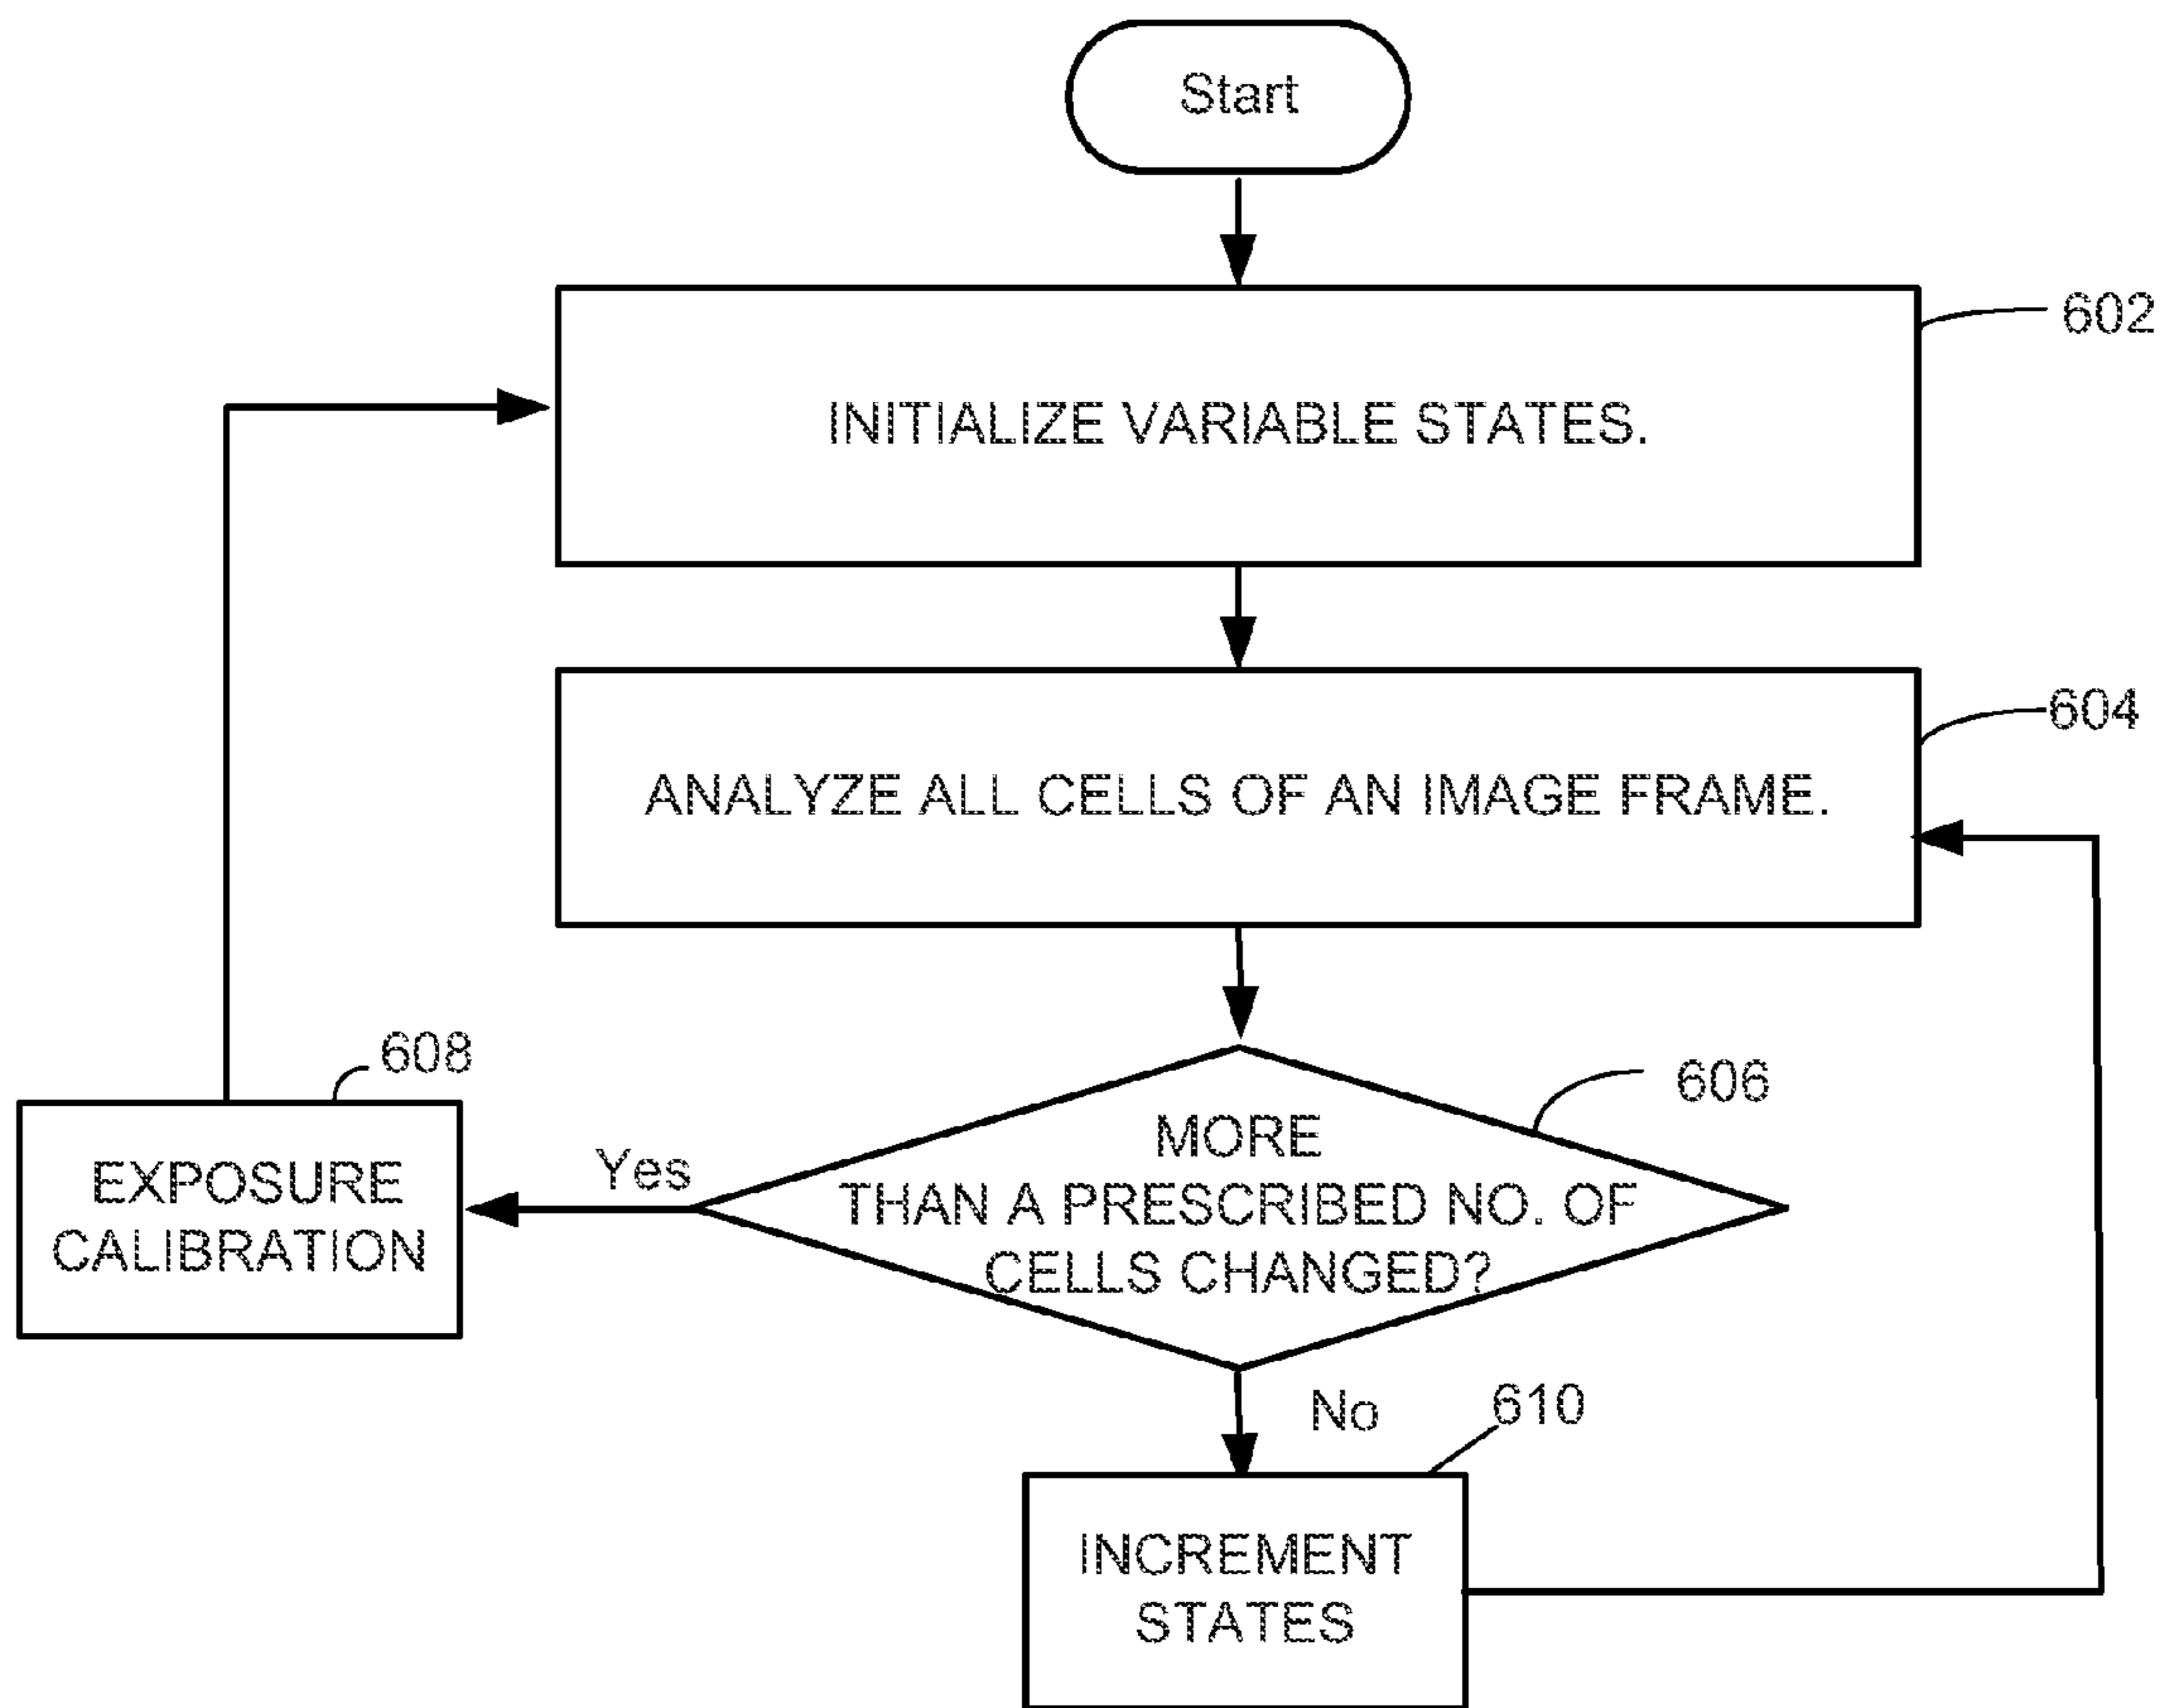 Start
602
INITIALIZE VARIABLE STATES.
604
ANALYZE ALL CELLS OF AN IMAGE FRAME.
608
606
EXPOSURE
CALIBRATION
Yes
MORE
THAN A PRESCRIBED NO. OF
CELLS CHANGED?
No
610
INCREMENT
STATES